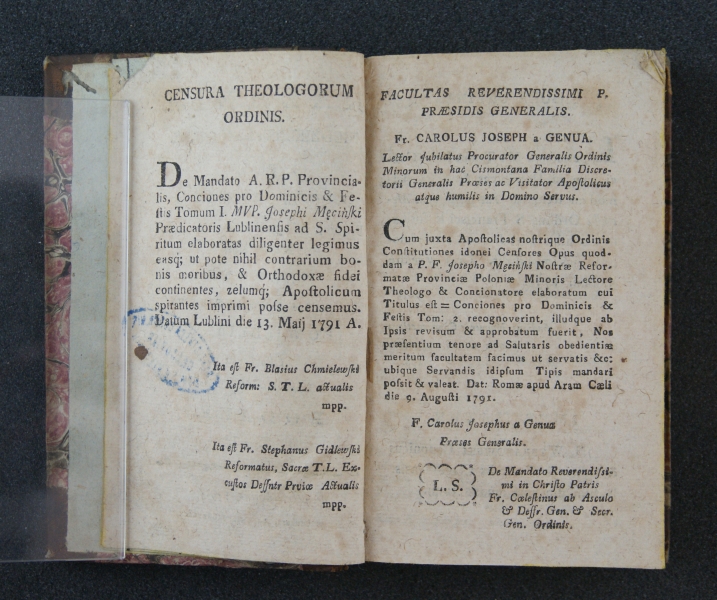 CENSURA THEOLOGORUM
ORDINIS.
De Mandato A. R. P. Provincia-
lis, Conciones pro Dominicis & Fe-
ſtis Tomum I. MVP. Joſephi Męcińſki
Prædicatoris Lublinenſis ad S. Spi-
ritum elaboratas diligenter legimus
easq; ut pote nihil contrarium bo-
nis moribus, & Orthodoxæ fidei
continentes, zelumq; Apoſtolicum
ſpirantes imprimi poſſe cenſemus.
Datum Lublini die 13. Maij 1791 A.
Ita eſt Fr. Blaſius Chmielewſki
Reform: S. T. L. actualis
mpp.
Ita eſt Fr. Stephanus Gidlewſki
Reformatus, Sacræ T. L. Ex-
cuſtos Deffntr Prviæ Actualis
mpp.
FACULTAS REVERENDISSIMI P.
PRÆSIDIS GENERALIS.
Fr. CAROLUS JOSEPH a GENUA.
Lector Jubilatus Procurator Generalis Ordinis
Minorum in hac Cismontana Familia Discre-
torii Generalis Præses ac Viſitator Apoſtolicus
atque humilis in Domino Servus.
Cum juxta Apoſtolicas noſtrique Ordinis
Conſtitutiones idonei Cenſores Opus quod-
dam a P. F. Joſepho Męcińſki Noſtræ Refor-
matæ Provinciæ Poloniæ Minoris Lectore
Theologo & Concionatore elaboratum cui
Titulus eſt = Conciones pro Dominicis &
Feſtis Tom: 2. recognoverint, illudque ab
Ipsis revisum & approbatum fuerit, Nos
præſentium tenore ad Salutaris obedientiæ
meritum facultatem facimus ut servatis &c:
ubique Servandis idipſum Tipis mandari
poſſit & valeat. Dat: Romæ apud Aram Cœli
die 9. Auguſti 1791.
F. Carolus Joſephus a Genua
Præſes Generalis.
L. S.
De Mandato Reverendiſsi-
mi in Chriſto Patris
Fr. Cœleſtinus ab Asculo
& Deffr. Gen. & Secr.
Gen. Ordinis.